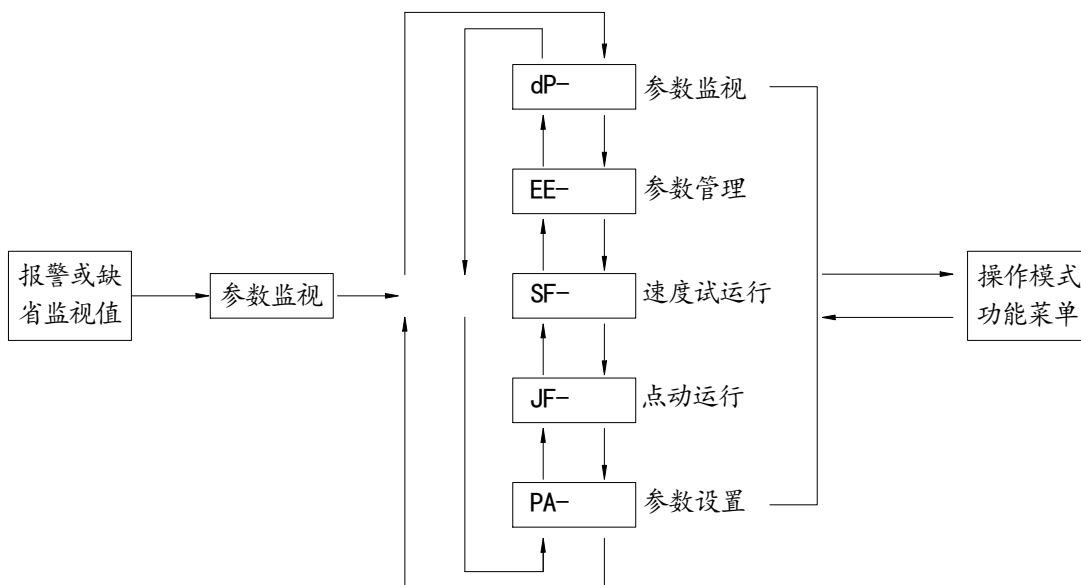 dP-
参数监视
EE-
参数管理
报警或缺
省监视值
参数监视
SF-
速度试运行
操作模式
功能菜单
JF-
点动运行
PA-
参数设置